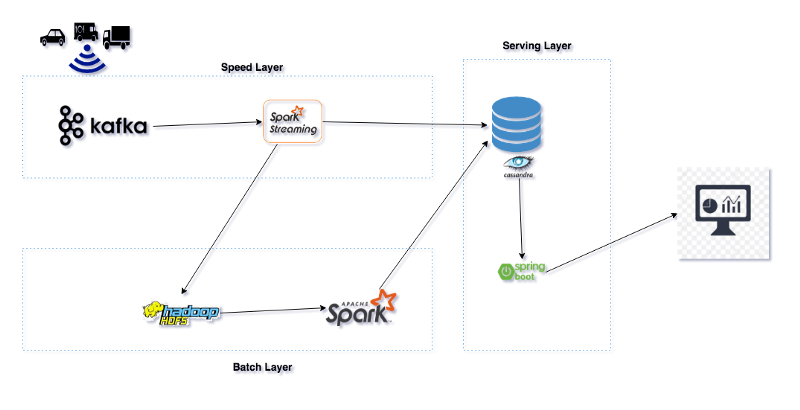 Serving Layer
Speed Layer
kafka
Spark
Streaming
cassandra
spring
boot
hadoop
HDFS
APACHE
Spark
Batch Layer